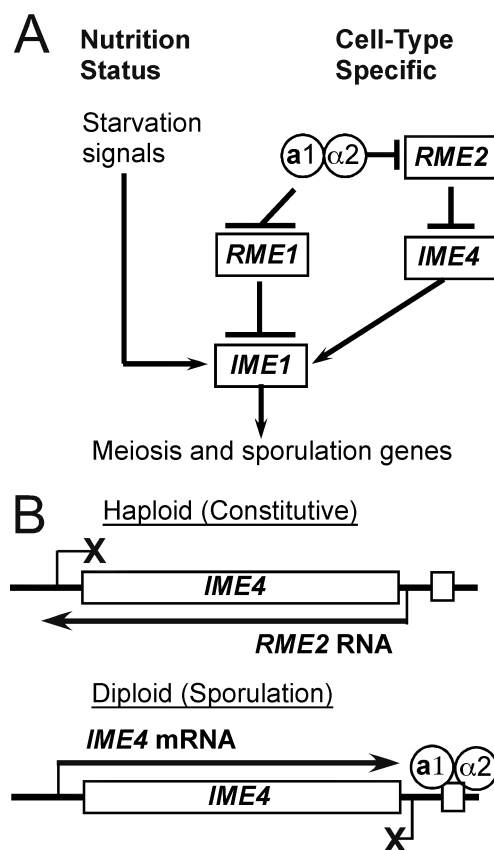 A
Nutrition Status
Cell-Type Specific
Starvation signals
a1 α2
RME2
RME1
IME4
IME1
Meiosis and sporulation genes
B
Haploid (Constitutive)
X
IME4
RME2 RNA
Diploid (Sporulation)
IME4 mRNA
a1 α2
IME4
X